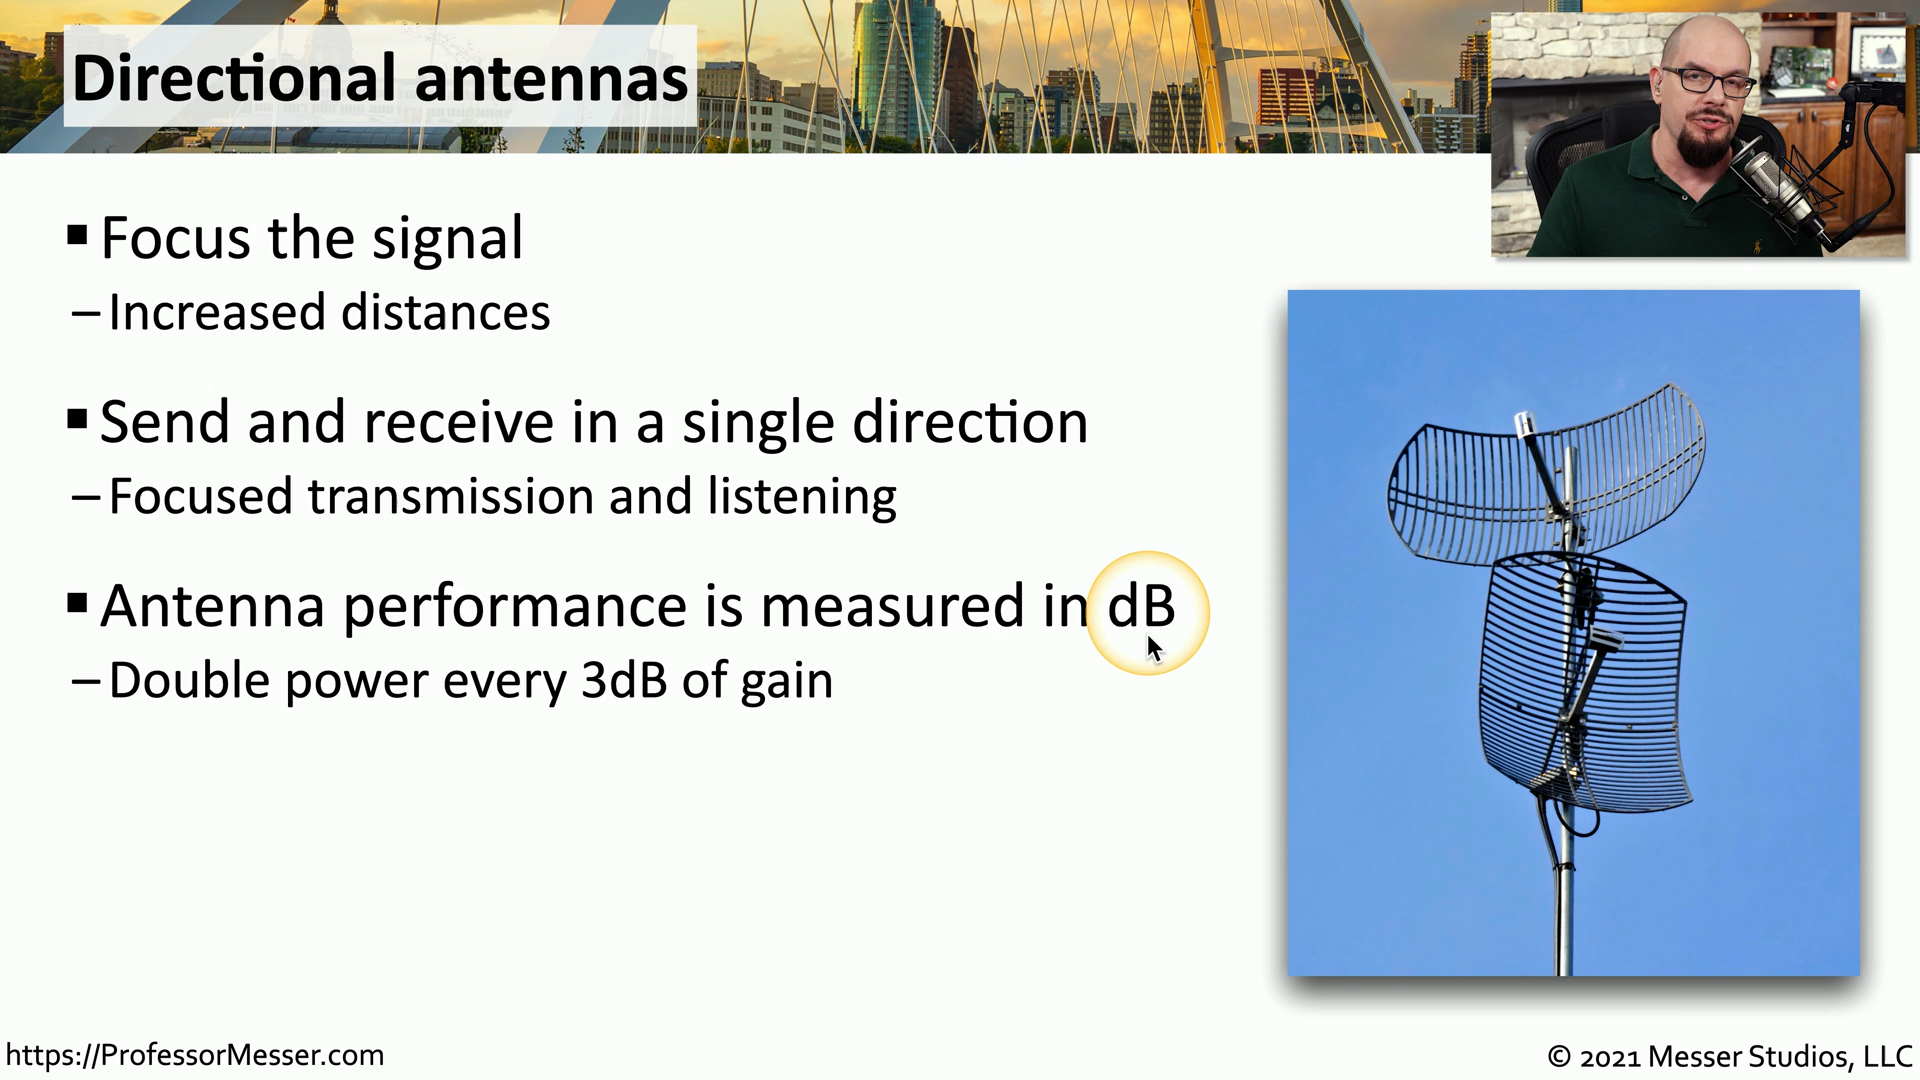 Directional antennas
▪ Focus the signal
– Increased distances
▪ Send and receive in a single direction
– Focused transmission and listening
▪ Antenna performance is measured in dB
– Double power every 3dB of gain
https://ProfessorMesser.com
© 2021 Messer Studios, LLC